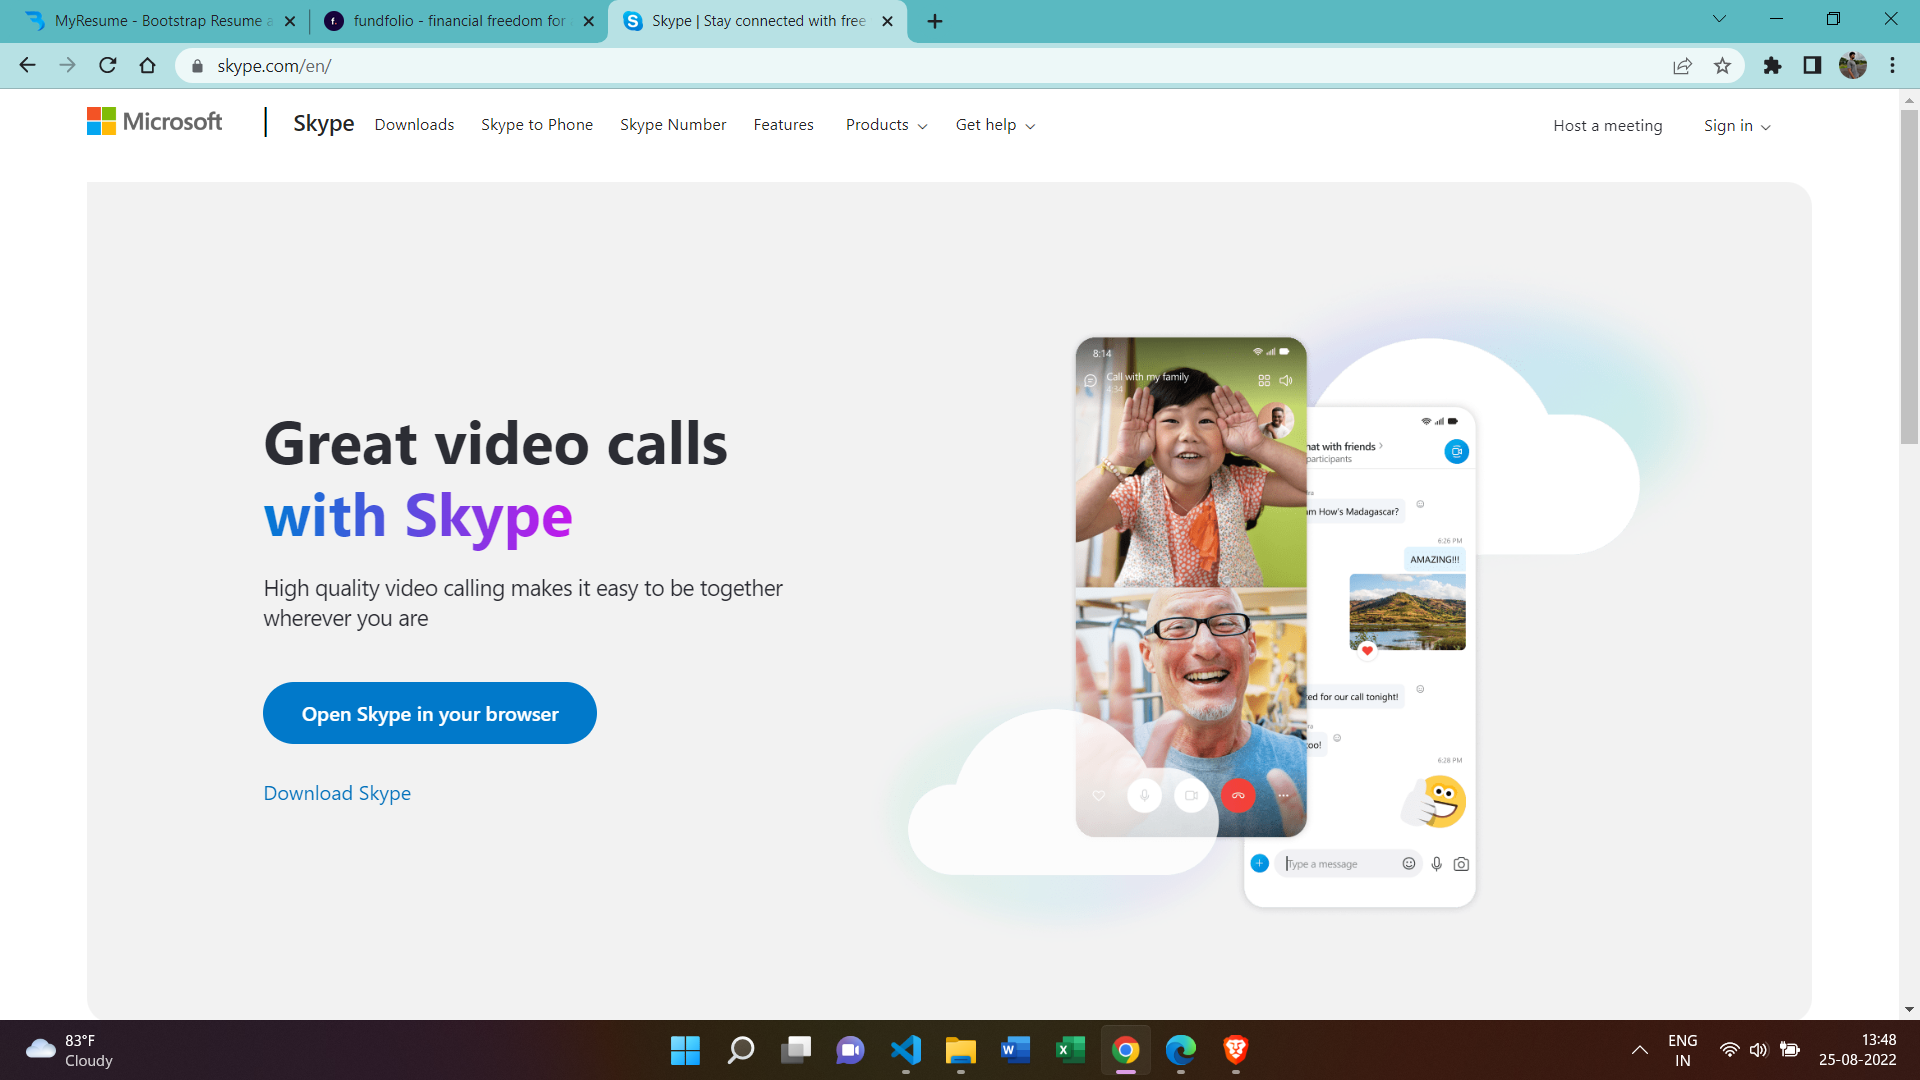 MyResume - Bootstrap Resume a
fundfolio - financial freedom for
Skype | Stay connected with free
skype.com/en/
Microsoft
Skype
Downloads
Skype to Phone
Skype Number
Features
Products
Get help
Host a meeting
Sign in
Great video calls
with Skype
High quality video calling makes it easy to be together
wherever you are
Open Skype in your browser
Download Skype
8:14
Call with my family
4:34
hat with friends
participants
ra
am How's Madagascar?
6:26 PM
AMAZING!!!
ted for our call tonight!
ra
too!
6:28 PM
Type a message
83°F
Cloudy
ENG
IN
13:48
25-08-2022